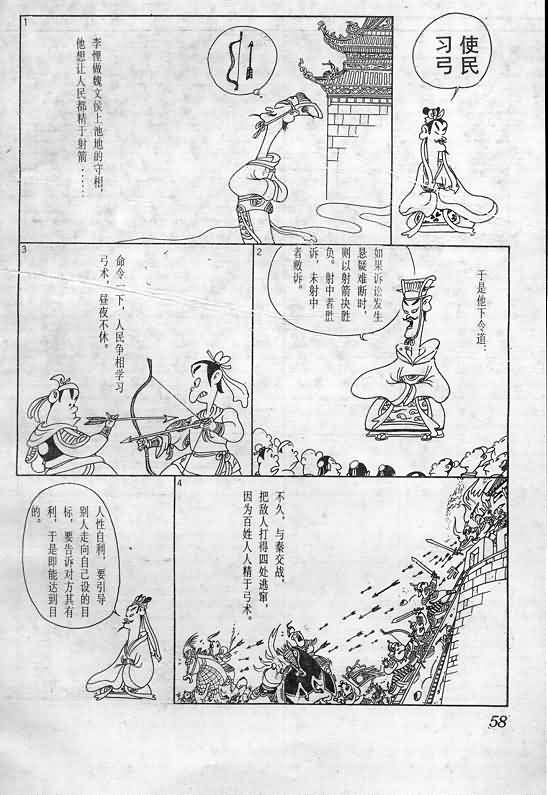 使民
习弓
1
李悝做魏文侯上池地的守相，
他想让人民都精于射箭……
2
于是他下令道：
如果诉讼发生
悬疑难断时，
则以射箭决胜
负。射中者胜
诉，未射中
者败诉。
3
命令一下，人民争相学习
弓术，昼夜不休。
4
不久，与秦交战，
把敌人打得四处逃窜，
因为百姓人人精于弓术。
人性自利，要引导
别人走向自己设的目
标，要告诉对方其有
利，于是即能达到目
的。
58